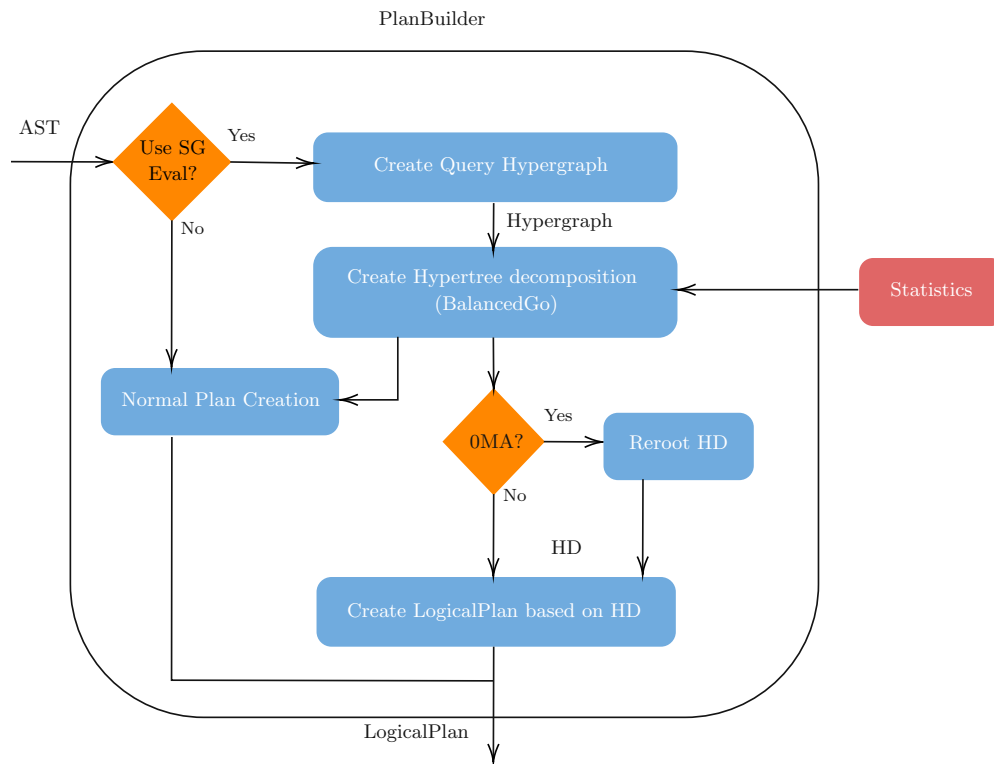 PlanBuilder
AST
Use SG
Eval?
Yes
Create Query Hypergraph
No
Hypergraph
Create Hypertree decomposition
(BalancedGo)
Statistics
Normal Plan Creation
Yes
0MA?
Reroot HD
No
HD
Create LogicalPlan based on HD
LogicalPlan